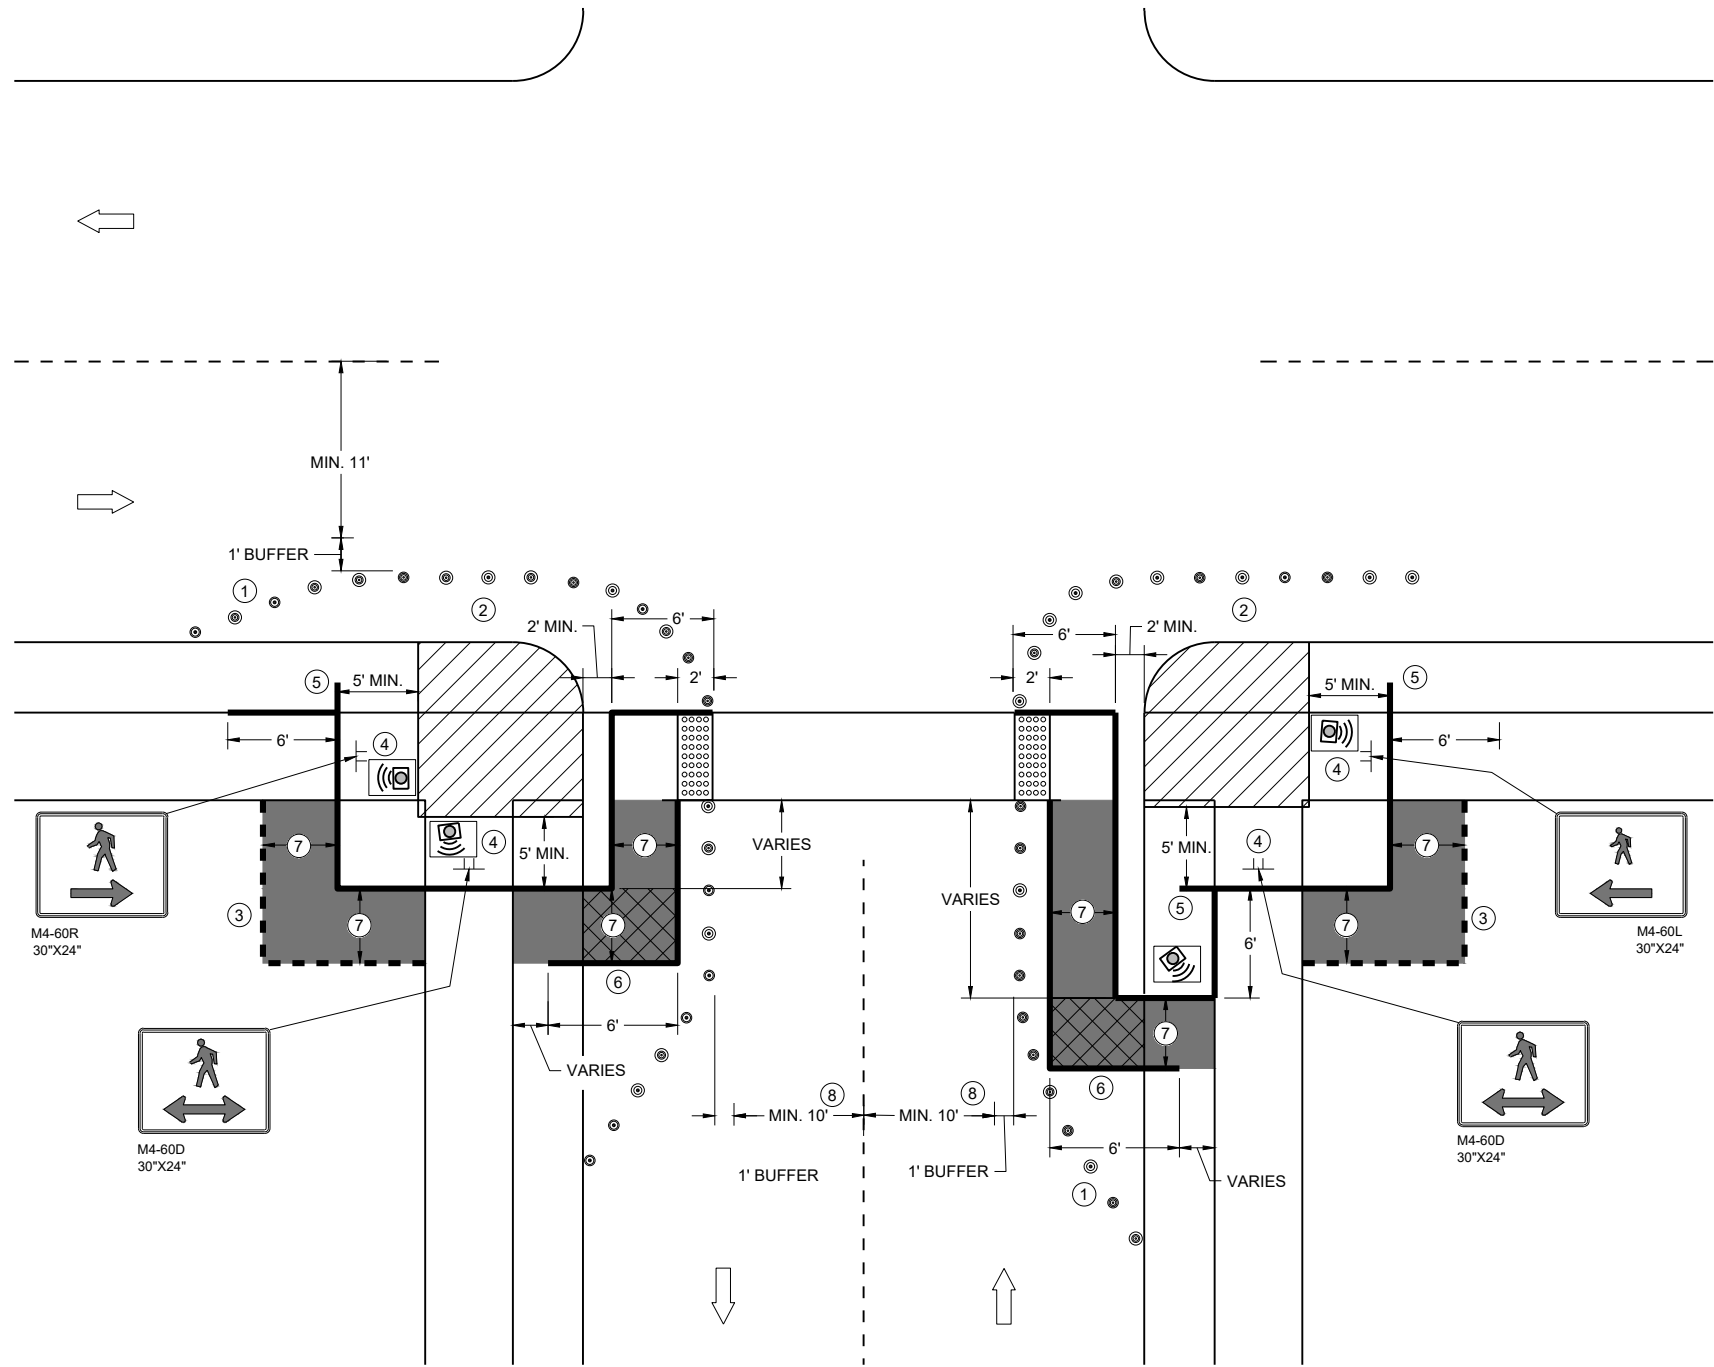 MIN. 11'
1' BUFFER
1
2
2' MIN.
6'
6'
2' MIN.
2
5
5' MIN.
2'
2'
5' MIN.
5
6'
4
4
6'
7
4
5' MIN.
7
VARIES
5' MIN.
4
7
M4-60R
30"X24"
3
7
7
VARIES
7
5
6'
7
3
M4-60L
30"X24"
6
6'
VARIES
7
6
8
MIN. 10'
8
MIN. 10'
M4-60D
30"X24"
1' BUFFER
1' BUFFER
6'
VARIES
1
M4-60D
30"X24"